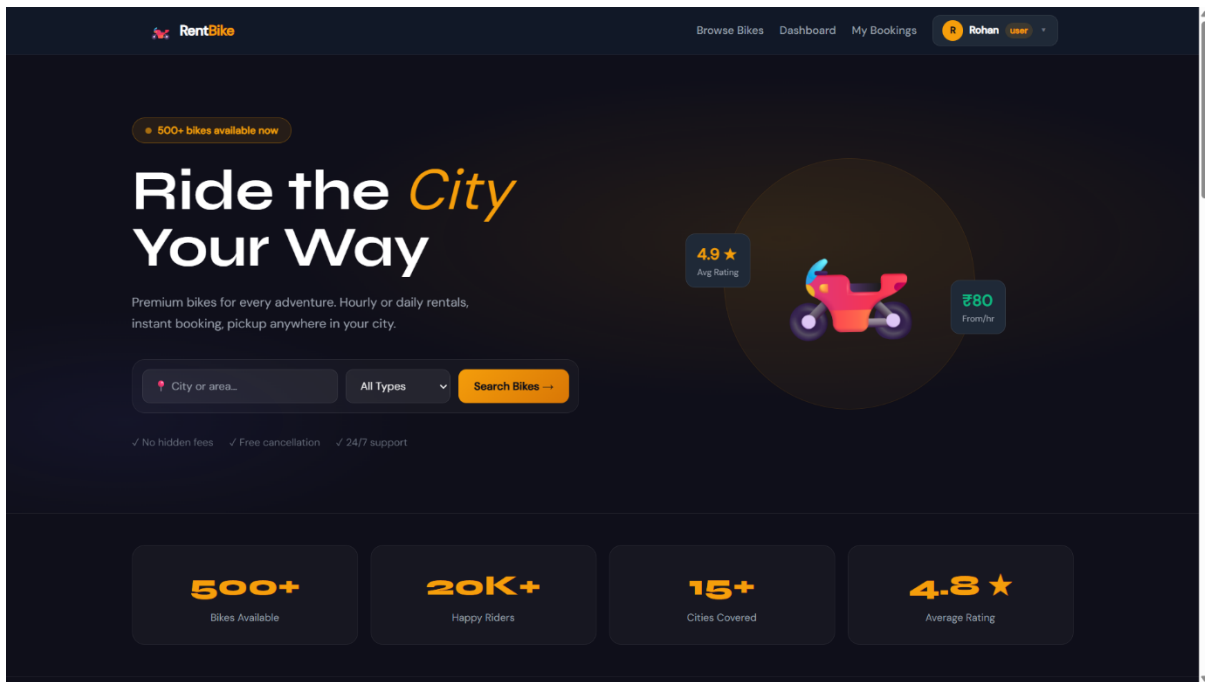 RentBike
Browse Bikes
Dashboard
My Bookings
R
Rohan
user
500+ bikes available now
Ride the City
Your Way
Premium bikes for every adventure. Hourly or daily rentals,
instant booking, pickup anywhere in your city.
City or area...
All Types
Search Bikes →
✓ No hidden fees
✓ Free cancellation
✓ 24/7 support
4.9 ★
Avg Rating
₹80
From/hr
500+
Bikes Available
20K+
Happy Riders
15+
Cities Covered
4.8 ★
Average Rating